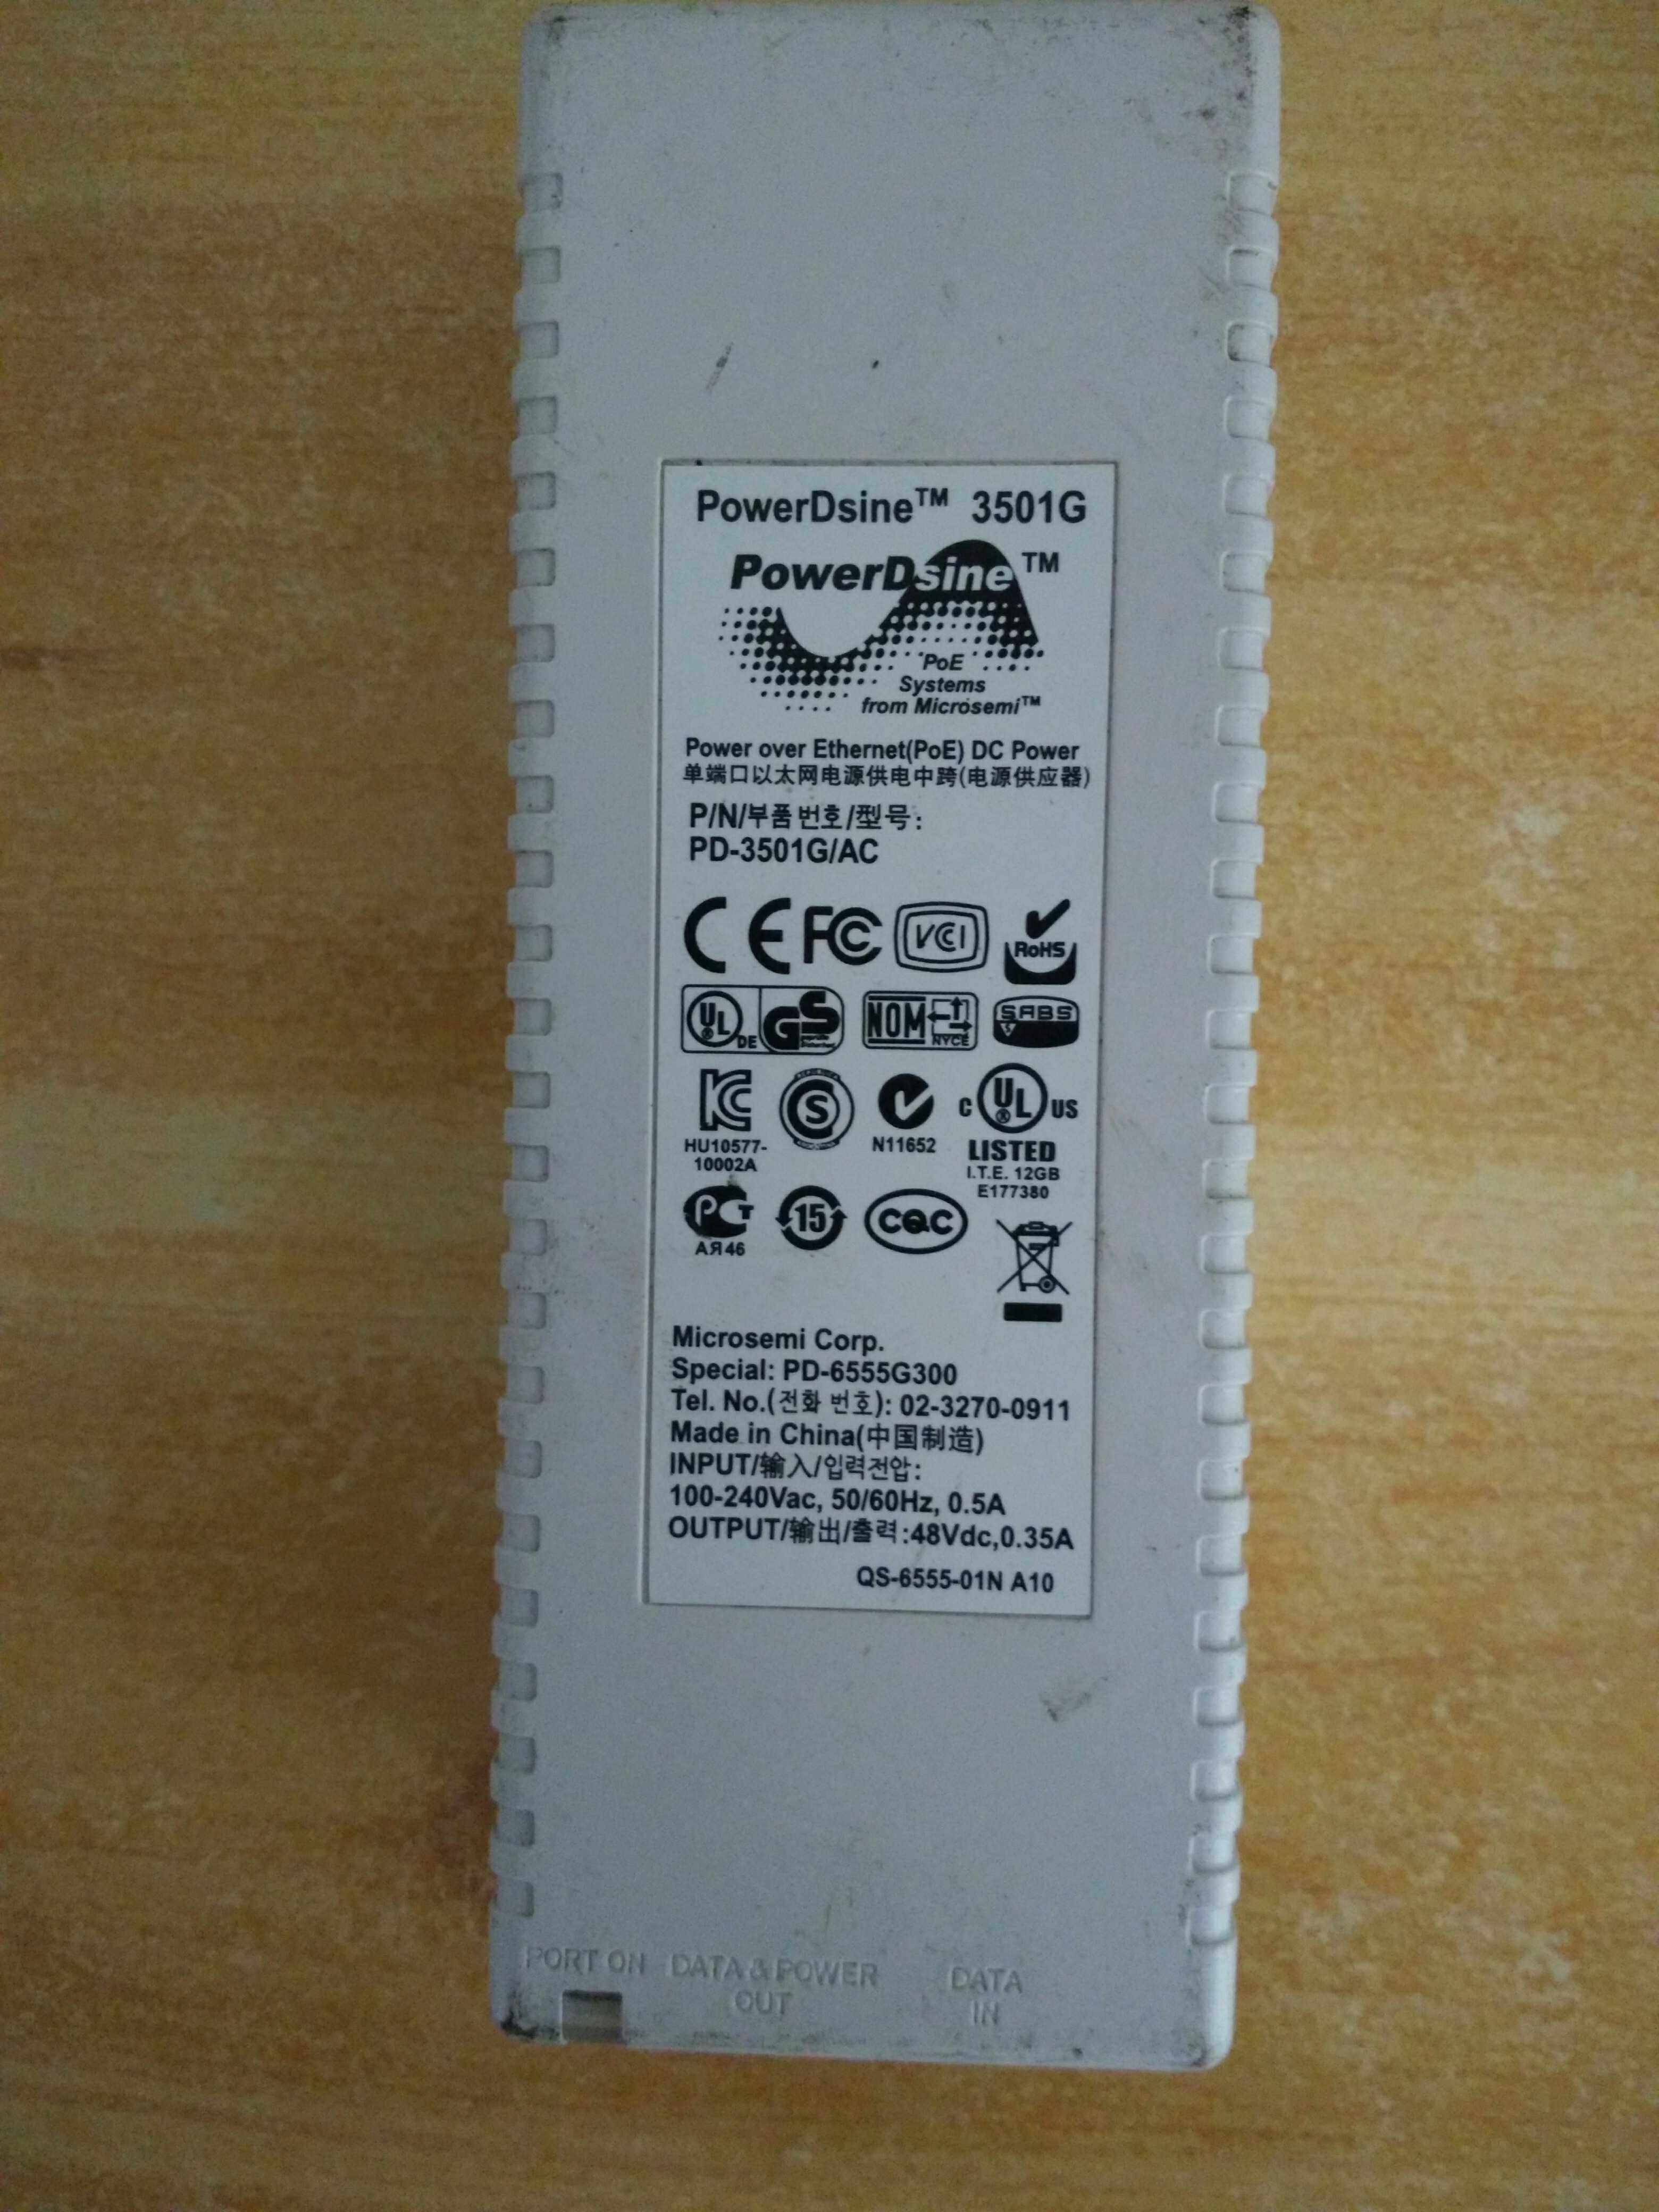 PowerDsine™ 3501G
PowerDsine™
PoE
Systems
from Microsemi™
Power over Ethernet(PoE) DC Power
单端口以太网电源供电中跨(电源供应器)
P/N/부품 번호/型号:
PD-3501G/AC
CE FC VCI RoHS
UL DE GS geprüfte Sicherheit NOM NYCE SABS
KC S C UL US
HU10577-
10002A
N11652
LISTED
I.T.E. 12GB
E177380
PCT 15 CQC
АЯ46
Microsemi Corp.
Special: PD-6555G300
Tel. No.(전화 번호): 02-3270-0911
Made in China(中国制造)
INPUT/输入/입력전압:
100-240Vac, 50/60Hz, 0.5A
OUTPUT/输出/출력:48Vdc,0.35A
QS-6555-01N A10
PORT ON DATA & POWER OUT DATA IN